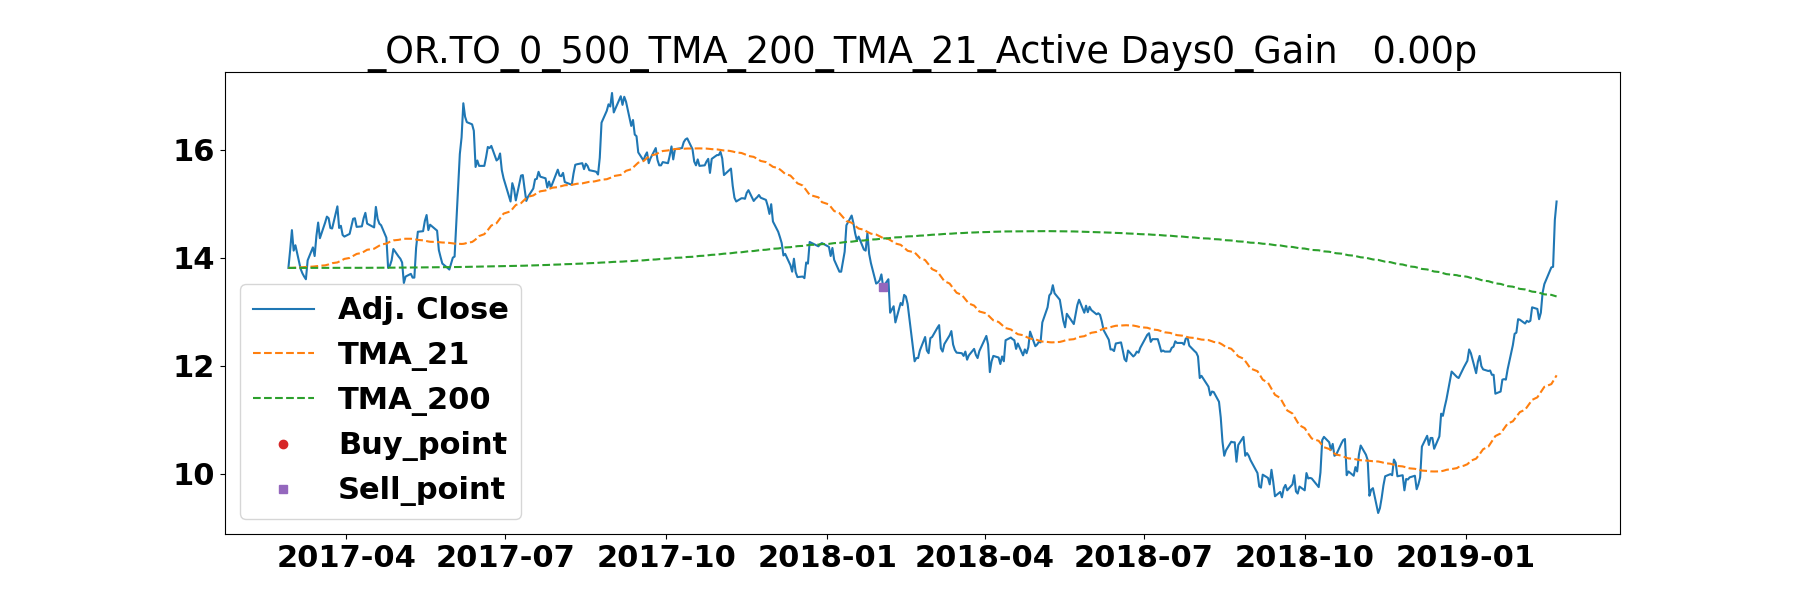 _OR.TO_0_500_TMA_200_TMA_21_Active Days0_Gain   0.00p
16
14
12
10
Adj. Close
TMA_21
TMA_200
Buy_point
Sell_point
2017-04 2017-07 2017-10 2018-01 2018-04 2018-07 2018-10 2019-01